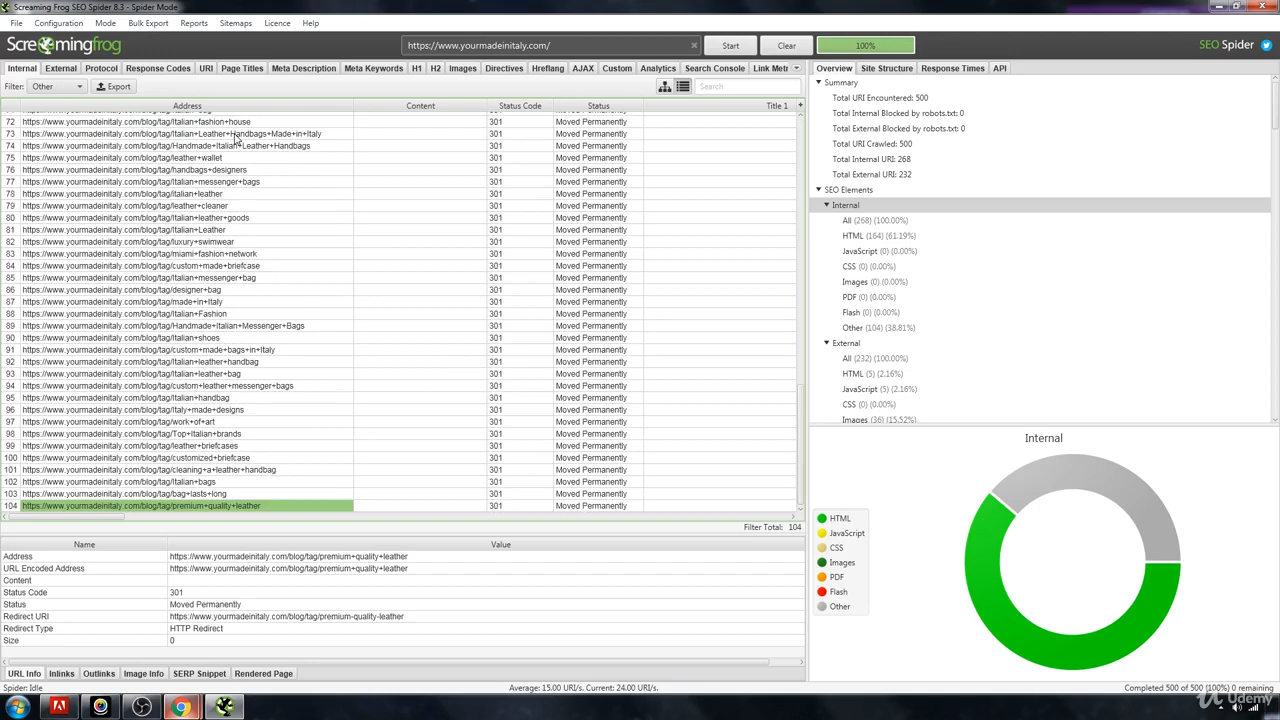 Screaming Frog SEO Spider 8.3 - Spider Mode
File Configuration Mode Bulk Export Reports Sitemaps Licence Help
Screamingfrog https://www.yourmadeinitaly.com/ Start Clear 100% SEO Spider
Internal External Protocol Response Codes URI Page Titles Meta Description Meta Keywords H1 H2 Images Directives Hreflang AJAX Custom Analytics Search Console Link Metr
Overview Site Structure Response Times API
Filter: Other Export Search
Address Content Status Code Status Title 1
72 https://www.yourmadeinitaly.com/blog/tag/Italian+fashion+house 301 Moved Permanently
73 https://www.yourmadeinitaly.com/blog/tag/Italian+Leather+Handbags+Made+in+Italy 301 Moved Permanently
74 https://www.yourmadeinitaly.com/blog/tag/Handmade+Italian+Leather+Handbags 301 Moved Permanently
75 https://www.yourmadeinitaly.com/blog/tag/leather+wallet 301 Moved Permanently
76 https://www.yourmadeinitaly.com/blog/tag/handbags+designers 301 Moved Permanently
77 https://www.yourmadeinitaly.com/blog/tag/Italian+messenger+bags 301 Moved Permanently
78 https://www.yourmadeinitaly.com/blog/tag/Italian+leather 301 Moved Permanently
79 https://www.yourmadeinitaly.com/blog/tag/leather+cleaner 301 Moved Permanently
80 https://www.yourmadeinitaly.com/blog/tag/Italian+leather+goods 301 Moved Permanently
81 https://www.yourmadeinitaly.com/blog/tag/Italian+Leather 301 Moved Permanently
82 https://www.yourmadeinitaly.com/blog/tag/luxury+swimwear 301 Moved Permanently
83 https://www.yourmadeinitaly.com/blog/tag/miami+fashion+network 301 Moved Permanently
84 https://www.yourmadeinitaly.com/blog/tag/custom+made+briefcase 301 Moved Permanently
85 https://www.yourmadeinitaly.com/blog/tag/Italian+messenger+bag 301 Moved Permanently
86 https://www.yourmadeinitaly.com/blog/tag/designer+bag 301 Moved Permanently
87 https://www.yourmadeinitaly.com/blog/tag/made+in+Italy 301 Moved Permanently
88 https://www.yourmadeinitaly.com/blog/tag/Italian+Fashion 301 Moved Permanently
89 https://www.yourmadeinitaly.com/blog/tag/Handmade+Italian+Messenger+Bags 301 Moved Permanently
90 https://www.yourmadeinitaly.com/blog/tag/Italian+shoes 301 Moved Permanently
91 https://www.yourmadeinitaly.com/blog/tag/custom+made+bags+in+Italy 301 Moved Permanently
92 https://www.yourmadeinitaly.com/blog/tag/Italian+leather+handbag 301 Moved Permanently
93 https://www.yourmadeinitaly.com/blog/tag/Italian+leather+bag 301 Moved Permanently
94 https://www.yourmadeinitaly.com/blog/tag/custom+leather+messenger+bags 301 Moved Permanently
95 https://www.yourmadeinitaly.com/blog/tag/Italian+handbag 301 Moved Permanently
96 https://www.yourmadeinitaly.com/blog/tag/Italy+made+designs 301 Moved Permanently
97 https://www.yourmadeinitaly.com/blog/tag/work+of+art 301 Moved Permanently
98 https://www.yourmadeinitaly.com/blog/tag/Top+Italian+brands 301 Moved Permanently
99 https://www.yourmadeinitaly.com/blog/tag/leather+briefcases 301 Moved Permanently
100 https://www.yourmadeinitaly.com/blog/tag/customized+briefcase 301 Moved Permanently
101 https://www.yourmadeinitaly.com/blog/tag/cleaning+a+leather+handbag 301 Moved Permanently
102 https://www.yourmadeinitaly.com/blog/tag/Italian+bags 301 Moved Permanently
103 https://www.yourmadeinitaly.com/blog/tag/bag+lasts+long 301 Moved Permanently
104 https://www.yourmadeinitaly.com/blog/tag/premium+quality+leather 301 Moved Permanently
Filter Total: 104
Name Value
Address https://www.yourmadeinitaly.com/blog/tag/premium+quality+leather
URL Encoded Address https://www.yourmadeinitaly.com/blog/tag/premium+quality+leather
Content
Status Code 301
Status Moved Permanently
Redirect URI https://www.yourmadeinitaly.com/blog/tag/premium-quality-leather
Redirect Type HTTP Redirect
Size 0
URL Info Inlinks Outlinks Image Info SERP Snippet Rendered Page
Summary
Total URI Encountered: 500
Total Internal Blocked by robots.txt: 0
Total External Blocked by robots.txt: 0
Total URI Crawled: 500
Total Internal URI: 268
Total External URI: 232
SEO Elements
Internal
All (268) (100.00%)
HTML (164) (61.19%)
JavaScript (0) (0.00%)
CSS (0) (0.00%)
Images (0) (0.00%)
PDF (0) (0.00%)
Flash (0) (0.00%)
Other (104) (38.81%)
External
All (232) (100.00%)
HTML (5) (2.16%)
JavaScript (5) (2.16%)
CSS (0) (0.00%)
Images (36) (15.52%)
Internal
HTML
JavaScript
CSS
Images
PDF
Flash
Other
Spider: Idle Average: 15.00 URI/s. Current: 24.00 URI/s. Completed 500 of 500 (100%) 0 remaining
Udemy